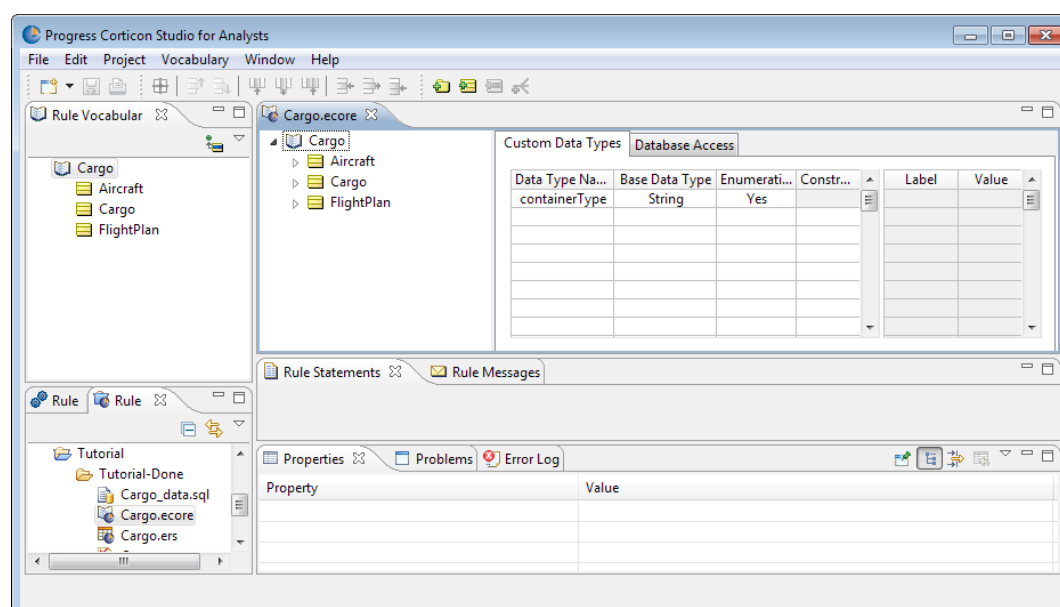 Progress Corticon Studio for Analysts
File Edit Project Vocabulary Window Help
Rule Vocabular
Cargo
Aircraft
Cargo
FlightPlan
Cargo.ecore
Cargo
Aircraft
Cargo
FlightPlan
Custom Data Types Database Access
Data Type Na... Base Data Type Enumerati... Constr... Label Value
containerType String Yes
Rule Statements Rule Messages
Rule Rule
Tutorial
Tutorial-Done
Cargo_data.sql
Cargo.ecore
Cargo.ers
Properties Problems Error Log
Property Value